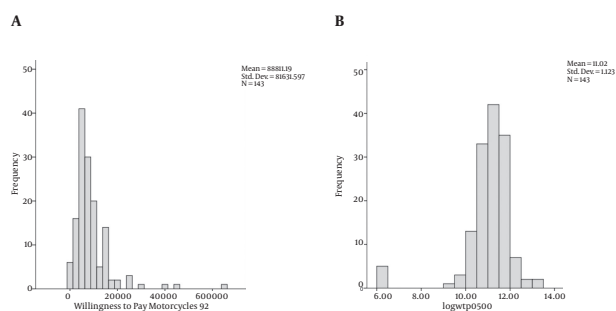 A
Mean = 88811.19
Std. Dev. = 81631.597
N = 143
50
40
30
20
10
0
Frequency
0
20000
400000
600000
Willingness to Pay Motorcycles 92
B
Mean = 11.02
Std. Dev. = 1.123
N = 143
50
40
30
20
10
0
Frequency
6.00
8.00
10.00
12.00
14.00
logwtp0500